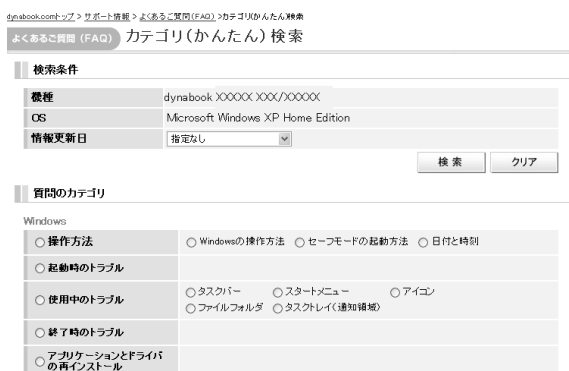 dynabook.comトップ > サポート情報 > よくあるご質問(FAQ) >カテゴリ(かんたん)検索
よくあるご質問 (FAQ) カテゴリ(かんたん)検索
検索条件
機種 dynabook XXXXX XXX/XXXXX
OS Microsoft Windows XP Home Edition
情報更新日 指定なし
検索 クリア
質問のカテゴリ
Windows
操作方法 Windowsの操作方法 セーフモードの起動方法 日付と時刻
起動時のトラブル
使用中のトラブル タスクバー スタートメニュー アイコン
ファイルフォルダ タスクトレイ(通知領域)
終了時のトラブル
アプリケーションとドライバ
の再インストール